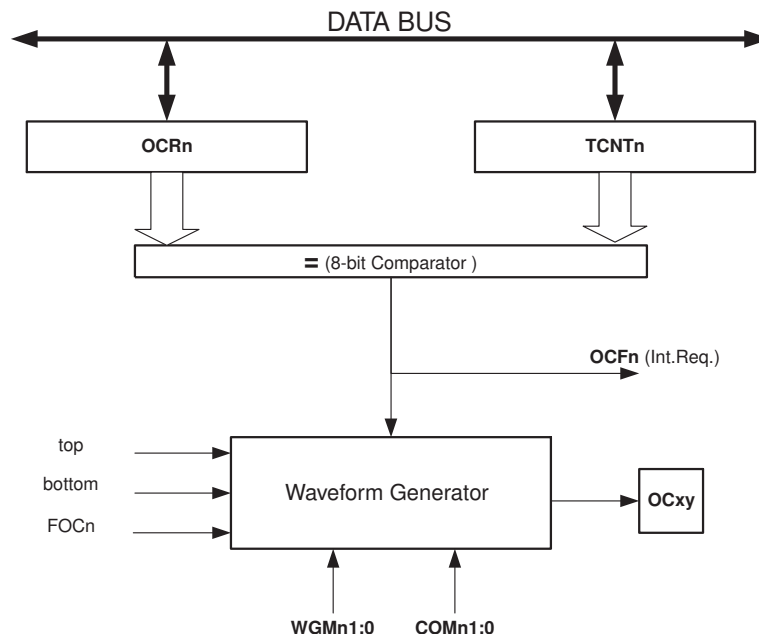 DATA BUS
OCRn
TCNTn
= (8-bit Comparator )
OCFn (Int.Req.)
top
bottom
FOCn
Waveform Generator
OCxy
WGMn1:0
COMn1:0